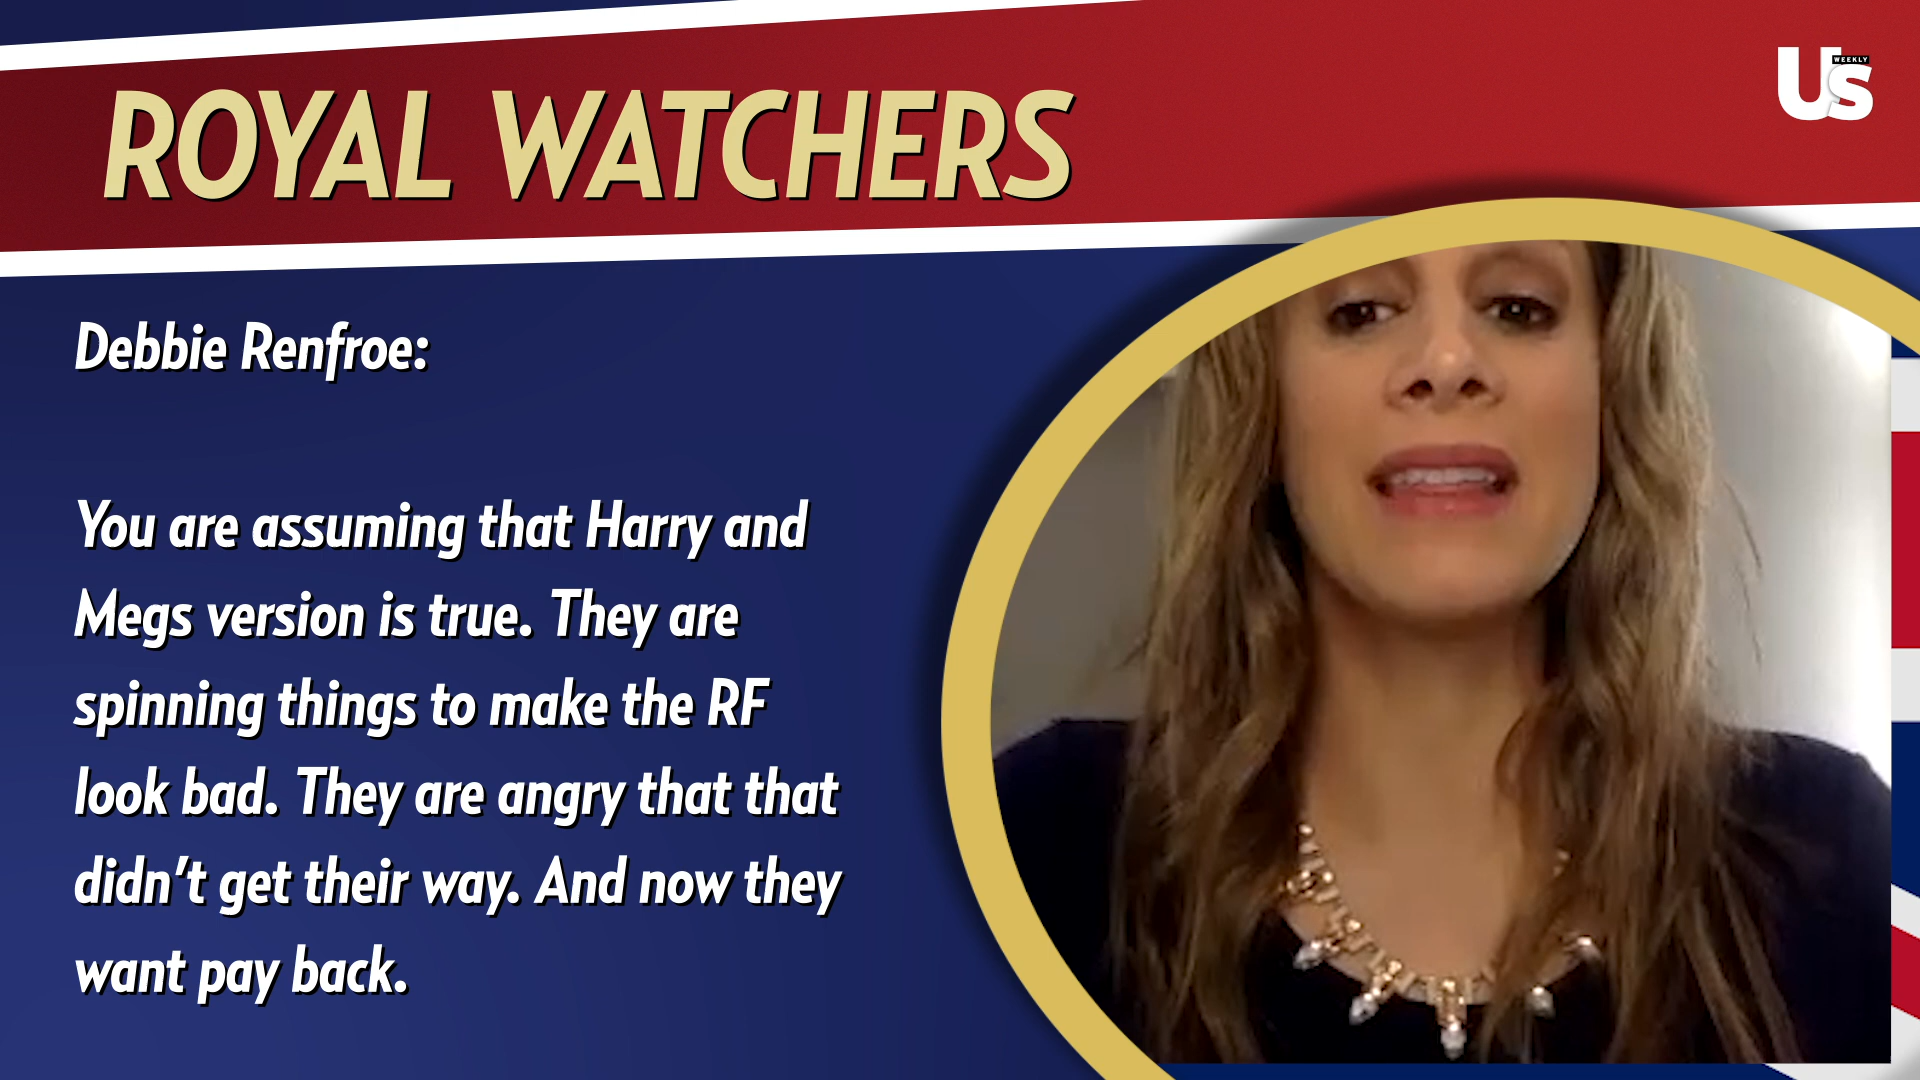 ROYAL WATCHERS
Us
WEEKLY
Debbie Renfroe:
You are assuming that Harry and
Megs version is true. They are
spinning things to make the RF
look bad. They are angry that that
didn't get their way. And now they
want pay back.